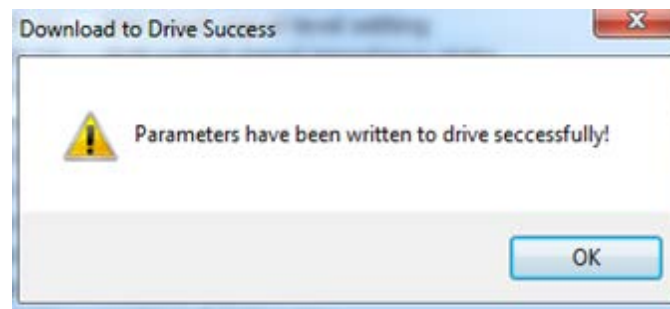 Download to Drive Success
Parameters have been written to drive seccessfully!
OK